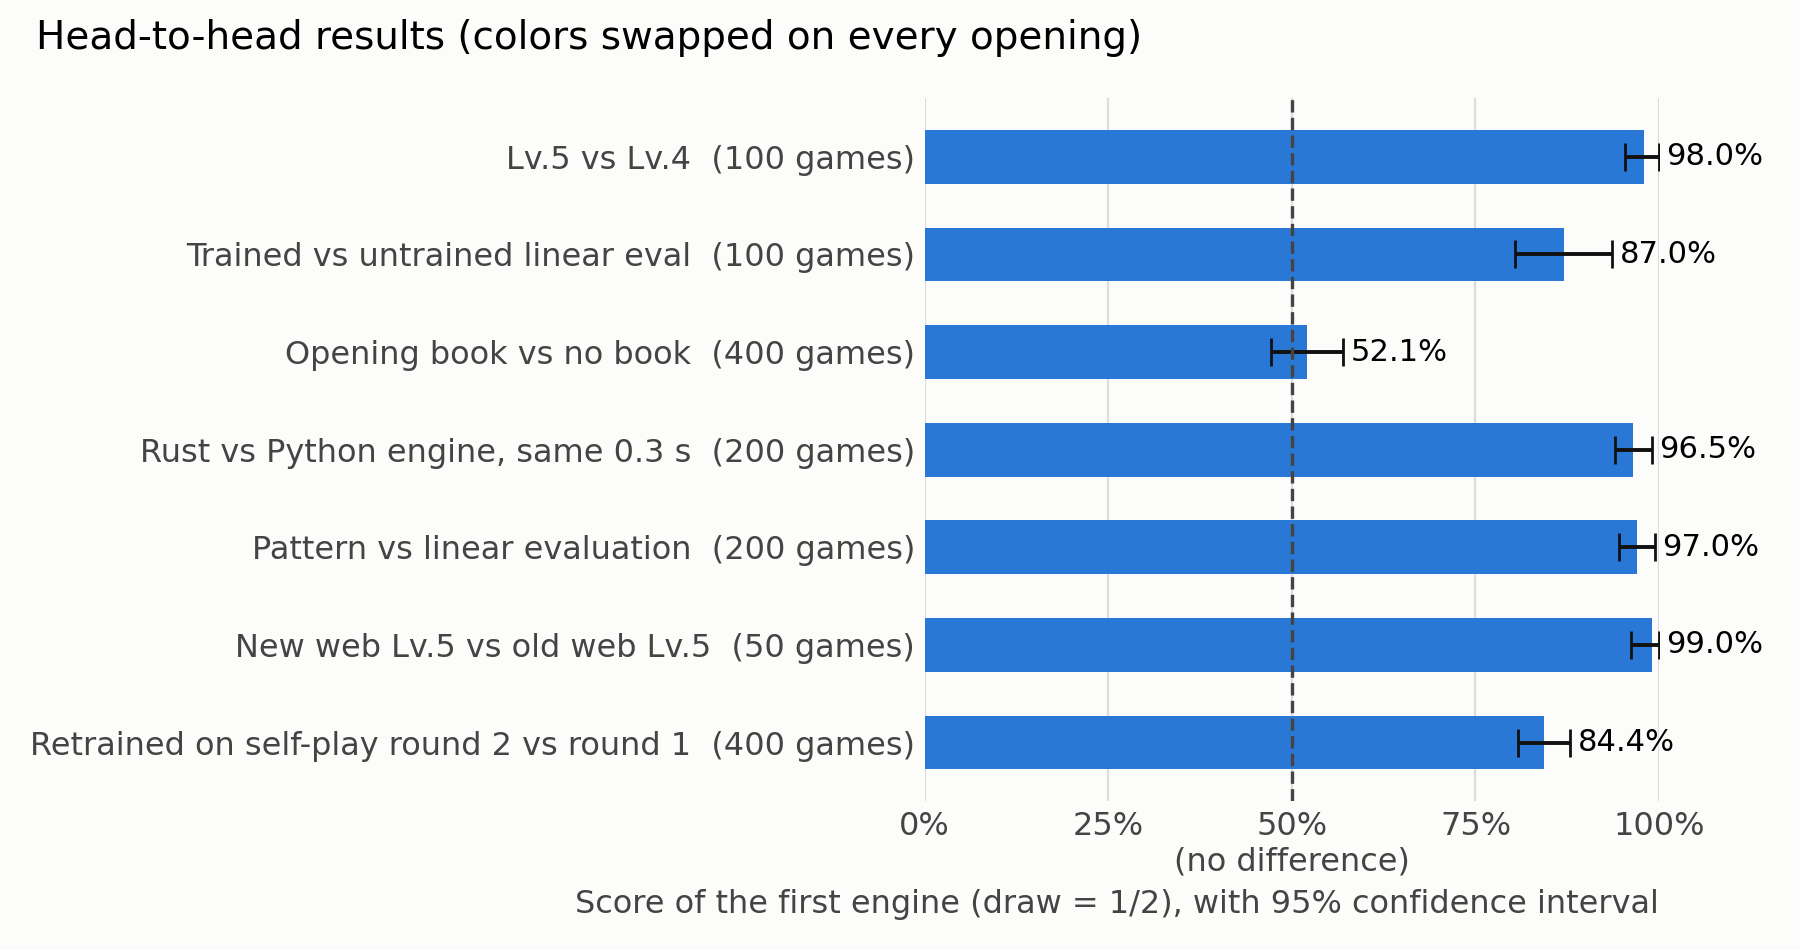 Head-to-head results (colors swapped on every opening)
Lv.5 vs Lv.4 (100 games) 98.0%
Trained vs untrained linear eval (100 games) 87.0%
Opening book vs no book (400 games) 52.1%
Rust vs Python engine, same 0.3 s (200 games) 96.5%
Pattern vs linear evaluation (200 games) 97.0%
New web Lv.5 vs old web Lv.5 (50 games) 99.0%
Retrained on self-play round 2 vs round 1 (400 games) 84.4%
0% 25% 50% 75% 100%
(no difference)
Score of the first engine (draw = 1/2), with 95% confidence interval